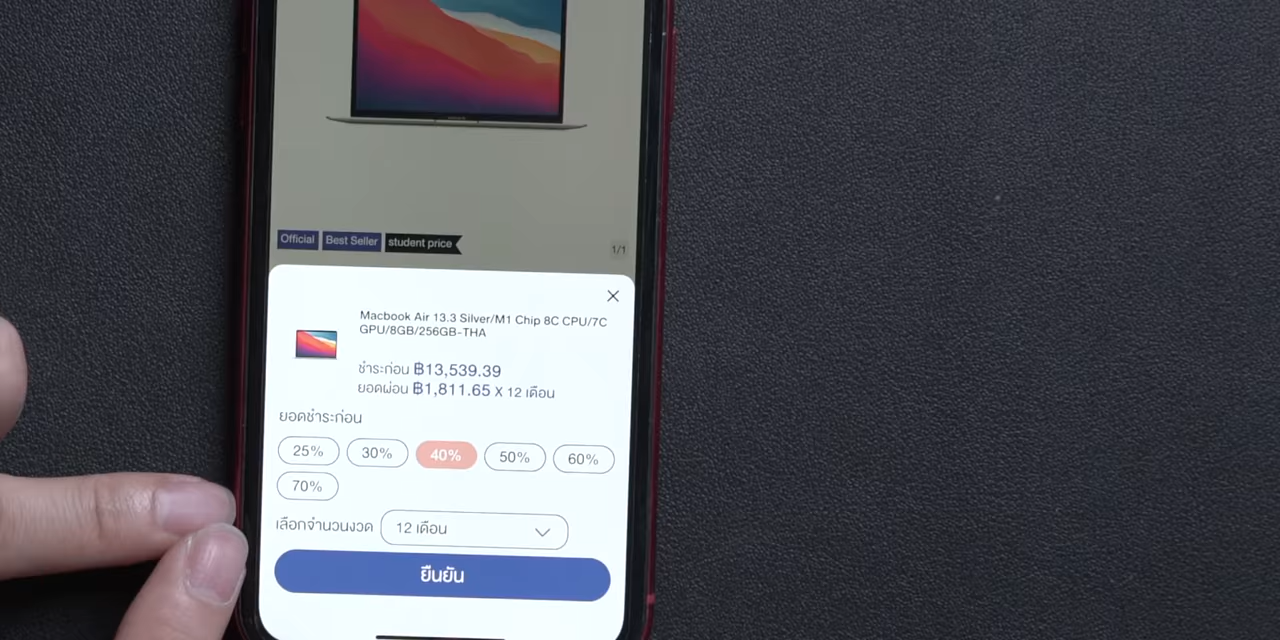 Official Best Seller student price
1/1
Macbook Air 13.3 Silver/M1 Chip 8C CPU/7C
GPU/8GB/256GB-THA
ชำระก่อน ฿13,539.39
ยอดผ่อน ฿1,811.65 X 12 เดือน
ยอดชำระก่อน
25% 30% 40% 50% 60%
70%
เลือกจำนวนงวด 12 เดือน
ยืนยัน